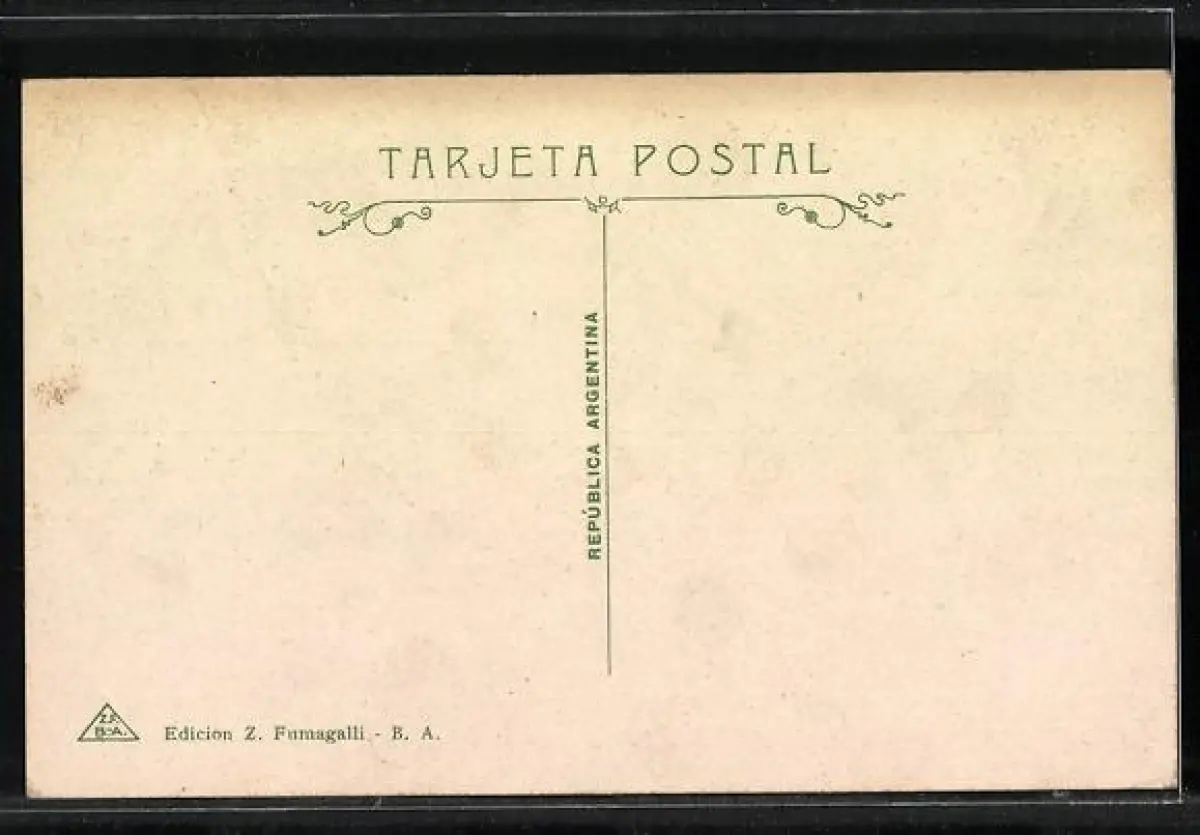 TARJETA POSTAL
REPÚBLICA ARGENTINA
Z.F.
B-A.
Edicion Z. Fumagalli - B. A.